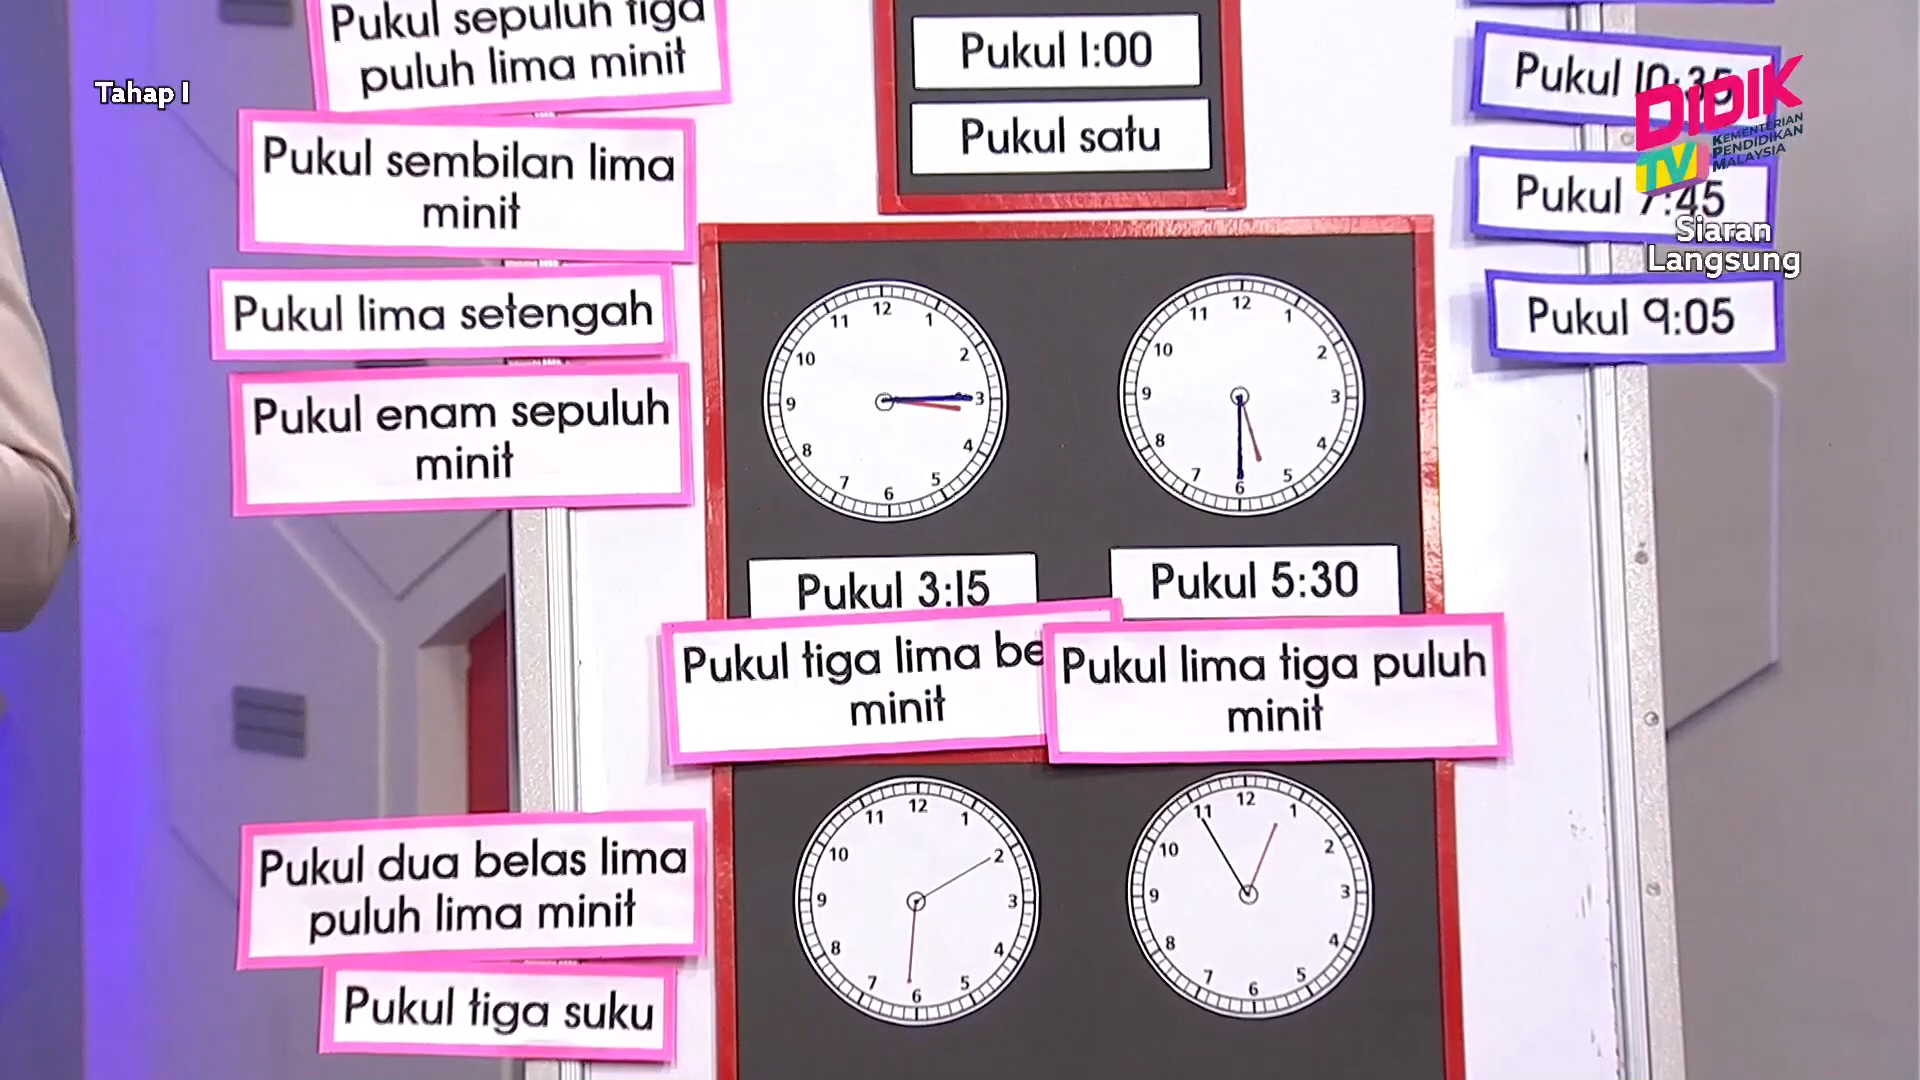 Tahap 1
Pukul sepuluh tiga
puluh lima minit
Pukul sembilan lima
minit
Pukul lima setengah
Pukul enam sepuluh
minit
Pukul dua belas lima
puluh lima minit
Pukul tiga suku
Pukul 1:00
Pukul satu
12
1
2
3
4
5
6
7
8
9
10
11
12
1
2
3
4
5
6
7
8
9
10
11
Pukul 3:15
Pukul 5:30
Pukul tiga lima be
minit
Pukul lima tiga puluh
minit
12
1
2
3
4
5
6
7
8
9
10
11
12
1
2
3
4
5
6
7
8
9
10
11
Pukul 10:35
Pukul 7:45
Pukul 9:05
DIDIK
TV
KEMENTERIAN
PENDIDIKAN
MALAYSIA
Siaran
Langsung